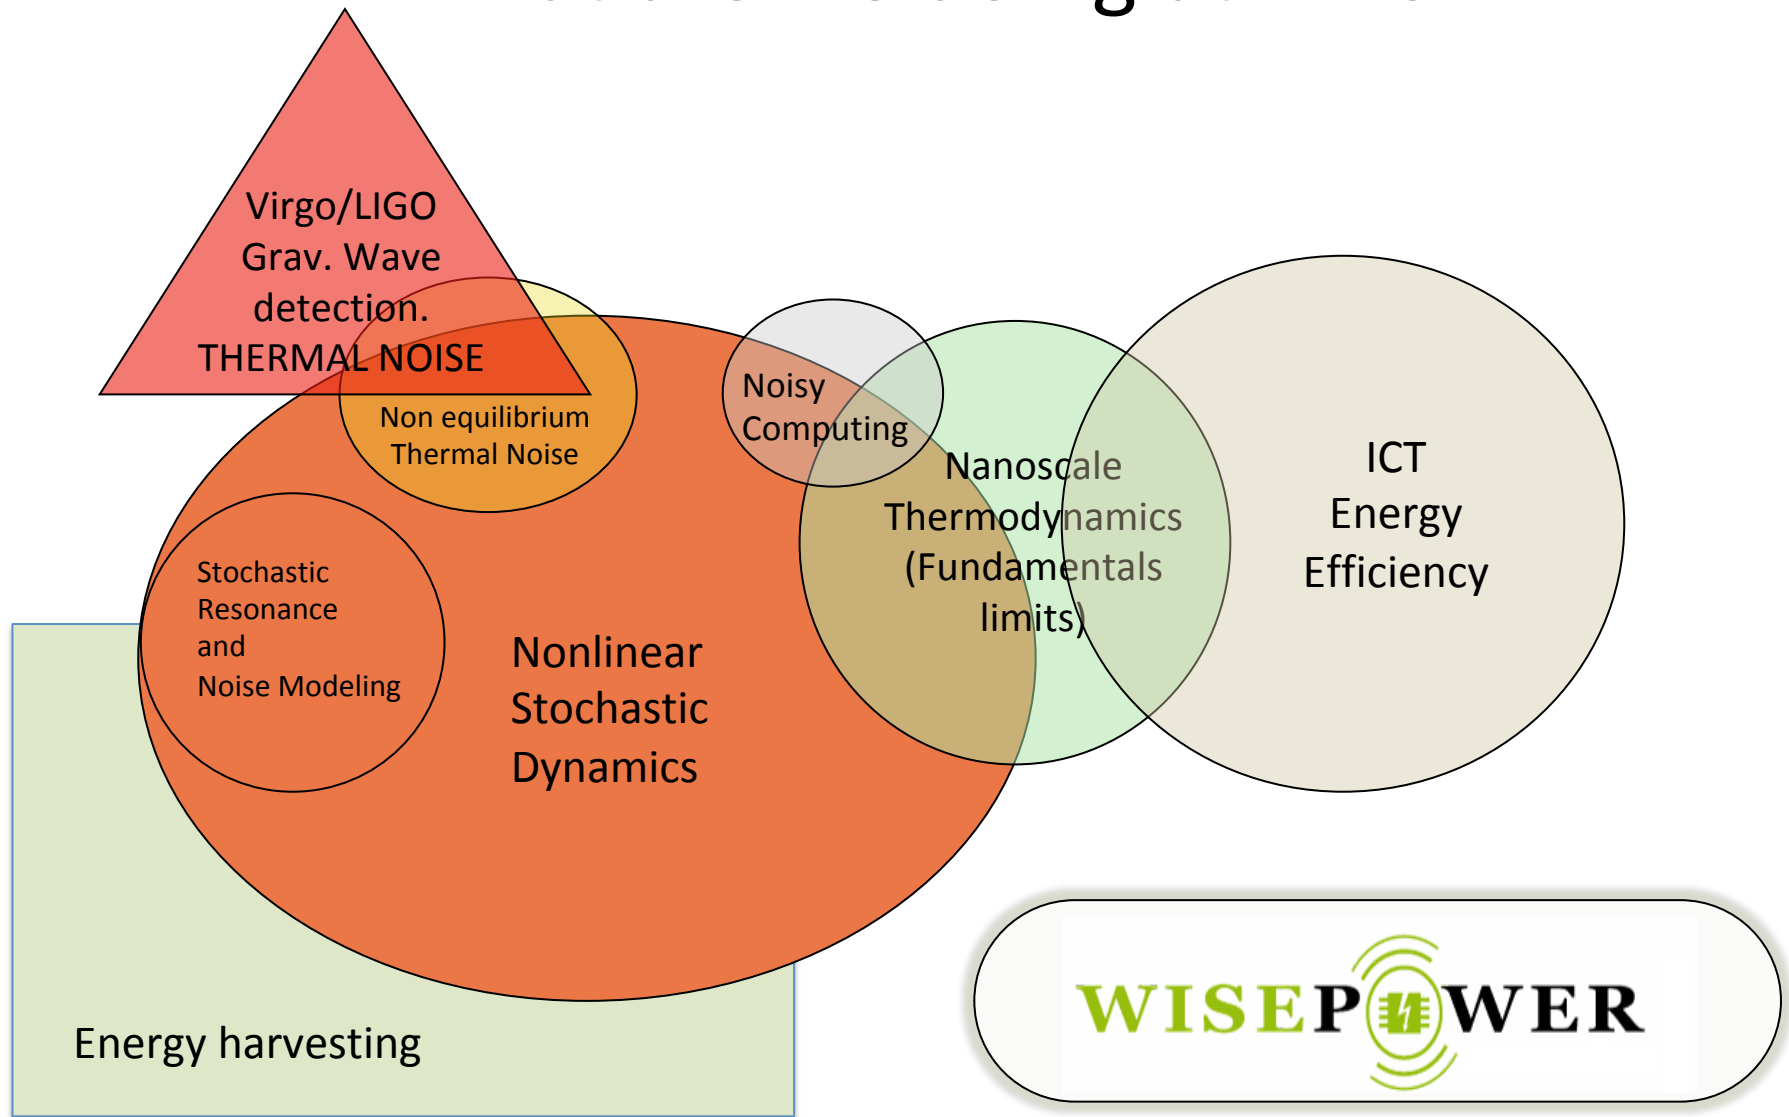 Virgo/LIGO
Grav. Wave
detection.
THERMAL NOISE
Non equilibrium
Thermal Noise
Noisy
Computing
Nanoscale
Thermodynamics
(Fundamentals
limits)
ICT
Energy
Efficiency
Stochastic
Resonance
and
Noise Modeling
Nonlinear
Stochastic
Dynamics
Energy harvesting
WISEPOWER